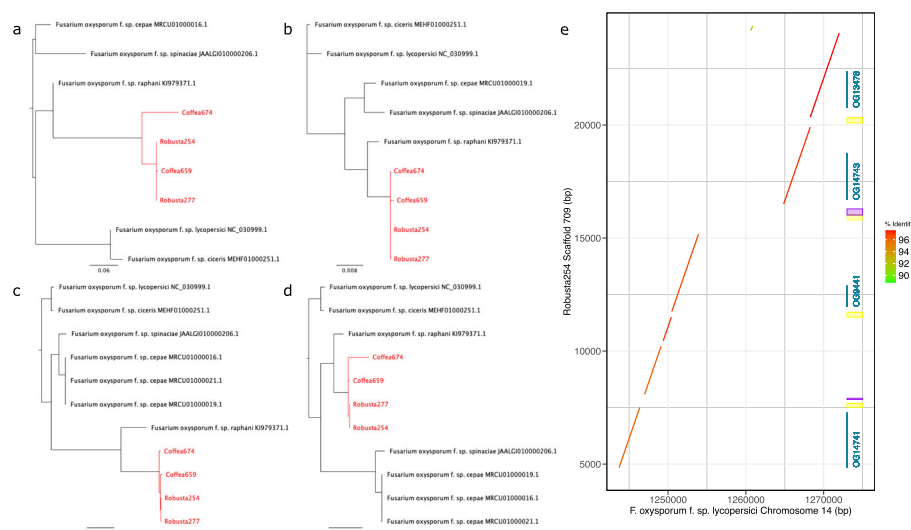 a
Fusarium oxysporum f. sp. cepae MRCU01000016.1
Fusarium oxysporum f. sp. spinaciae JAALGI010000206.1
Fusarium oxysporum f. sp. raphani KI979371.1
Coffea674
Robusta254
Coffea659
Robusta277
Fusarium oxysporum f. sp. lycopersici NC_030999.1
Fusarium oxysporum f. sp. ciceris MEHF01000251.1
0.06
b
Fusarium oxysporum f. sp. ciceris MEHF01000251.1
Fusarium oxysporum f. sp. lycopersici NC_030999.1
Fusarium oxysporum f. sp. cepae MRCU01000019.1
Fusarium oxysporum f. sp. spinaciae JAALGI010000206.1
Fusarium oxysporum f. sp. raphani KI979371.1
Coffea674
Coffea659
Robusta254
Robusta277
0.008
c
Fusarium oxysporum f. sp. lycopersici NC_030999.1
Fusarium oxysporum f. sp. ciceris MEHF01000251.1
Fusarium oxysporum f. sp. spinaciae JAALGI010000206.1
Fusarium oxysporum f. sp. cepae MRCU01000016.1
Fusarium oxysporum f. sp. cepae MRCU01000021.1
Fusarium oxysporum f. sp. cepae MRCU01000019.1
Fusarium oxysporum f. sp. raphani KI979371.1
Coffea674
Coffea659
Robusta254
Robusta277
d
Fusarium oxysporum f. sp. lycopersici NC_030999.1
Fusarium oxysporum f. sp. ciceris MEHF01000251.1
Fusarium oxysporum f. sp. raphani KI979371.1
Coffea674
Coffea659
Robusta277
Robusta254
Fusarium oxysporum f. sp. spinaciae JAALGI010000206.1
Fusarium oxysporum f. sp. cepae MRCU01000019.1
Fusarium oxysporum f. sp. cepae MRCU01000016.1
Fusarium oxysporum f. sp. cepae MRCU01000021.1
e
Robusta254 Scaffold 709 (bp)
20000
15000
10000
5000
OG13478
OG14743
OG9441
OG14741
1250000
1260000
1270000
F. oxysporum f. sp. lycopersici Chromosome 14 (bp)
% Identit
96
94
92
90